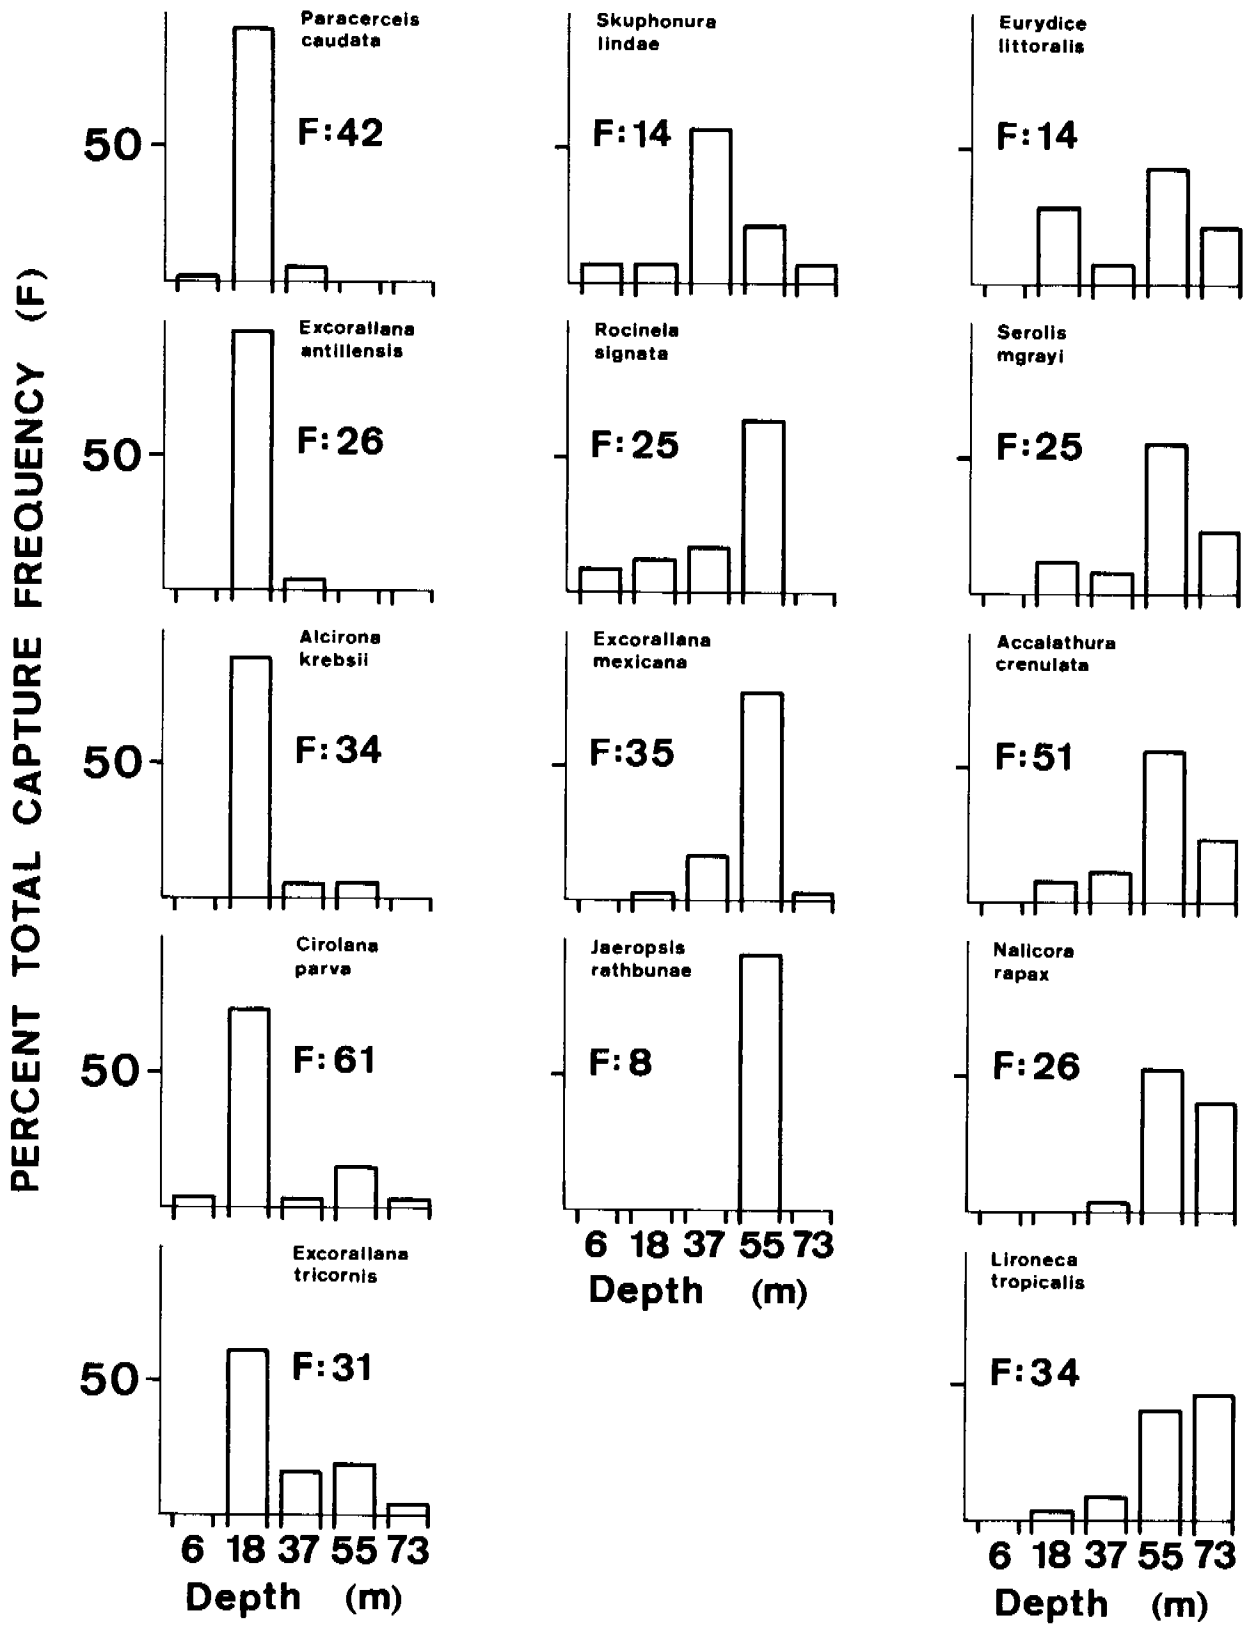 PERCENT TOTAL CAPTURE FREQUENCY (F)
Paracerceis
caudata
50
F:42
Excorallana
antillensis
50
F:26
Alcirona
krebsii
50
F:34
Cirolana
parva
50
F:61
Excorallana
tricornis
50
F:31
6 18 37 55 73
Depth (m)
Skuphonura
lindae
F:14
Rocinela
signata
F:25
Excorallana
mexicana
F:35
Jaeropsis
rathbunae
F:8
6 18 37 55 73
Depth (m)
Eurydice
littoralis
F:14
Serolis
mgrayi
F:25
Accalathura
crenulata
F:51
Nalicora
rapax
F:26
Lironeca
tropicalis
F:34
6 18 37 55 73
Depth (m)